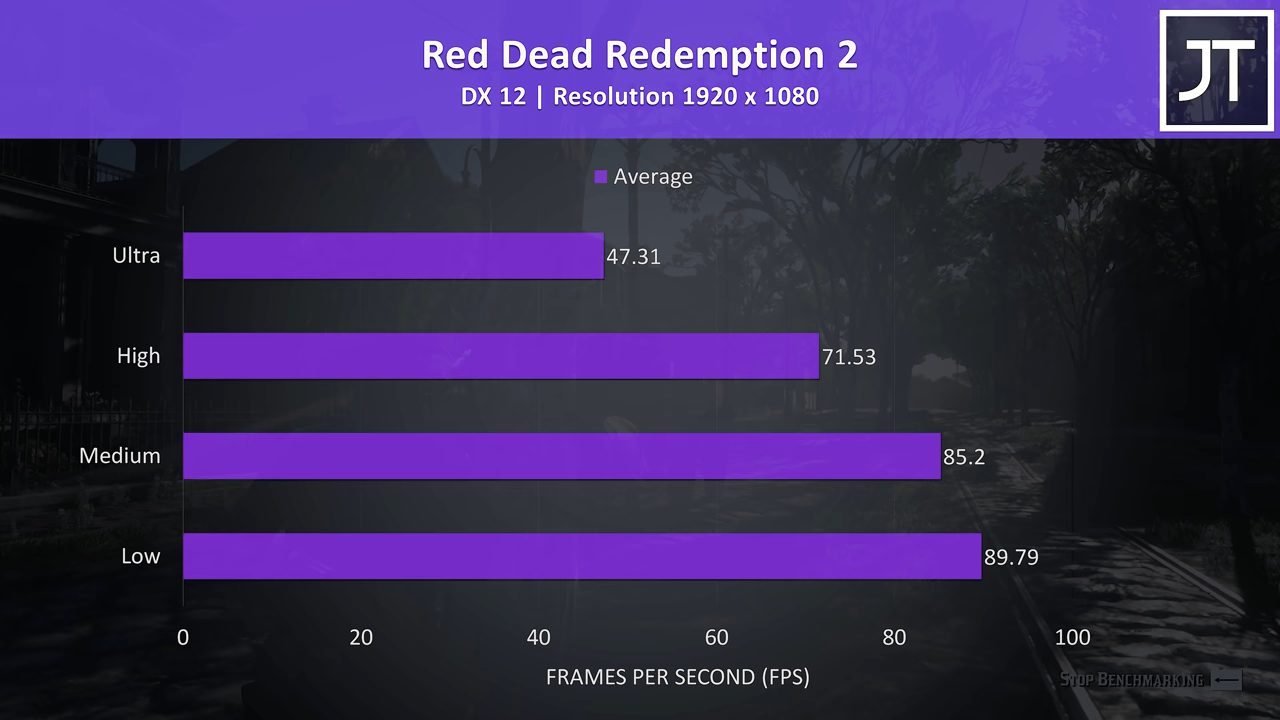 Red Dead Redemption 2
DX 12 | Resolution 1920 x 1080
JT
Average
Ultra
47.31
High
71.53
Medium
85.2
Low
89.79
0 20 40 60 80 100
FRAMES PER SECOND (FPS)
STOP BENCHMARKING